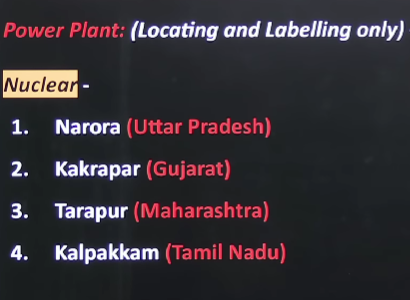 Power Plant: (Locating and Labelling only)
Nuclear -
1. Narora (Uttar Pradesh)
2. Kakrapar (Gujarat)
3. Tarapur (Maharashtra)
4. Kalpakkam (Tamil Nadu)